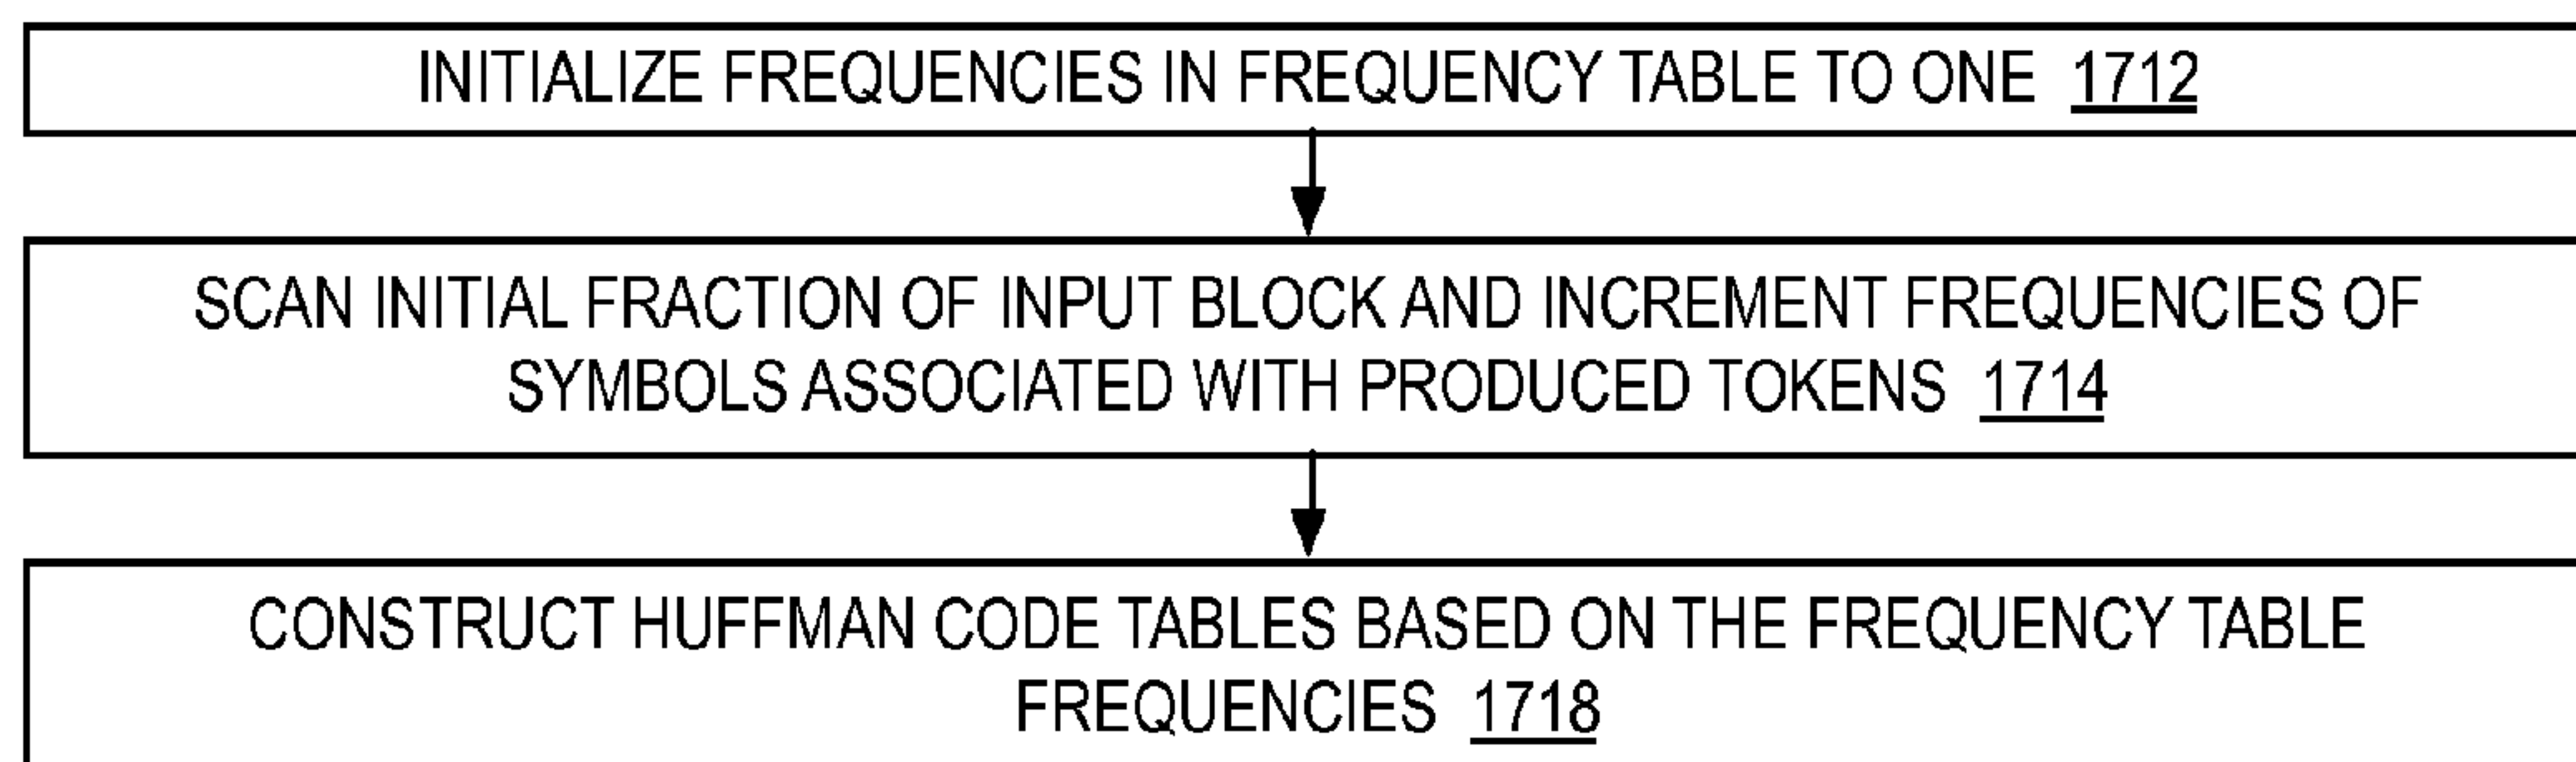 INITIALIZE FREQUENCIES IN FREQUENCY TABLE TO ONE 1712
SCAN INITIAL FRACTION OF INPUT BLOCK AND INCREMENT FREQUENCIES OF
SYMBOLS ASSOCIATED WITH PRODUCED TOKENS 1714
CONSTRUCT HUFFMAN CODE TABLES BASED ON THE FREQUENCY TABLE
FREQUENCIES 1718